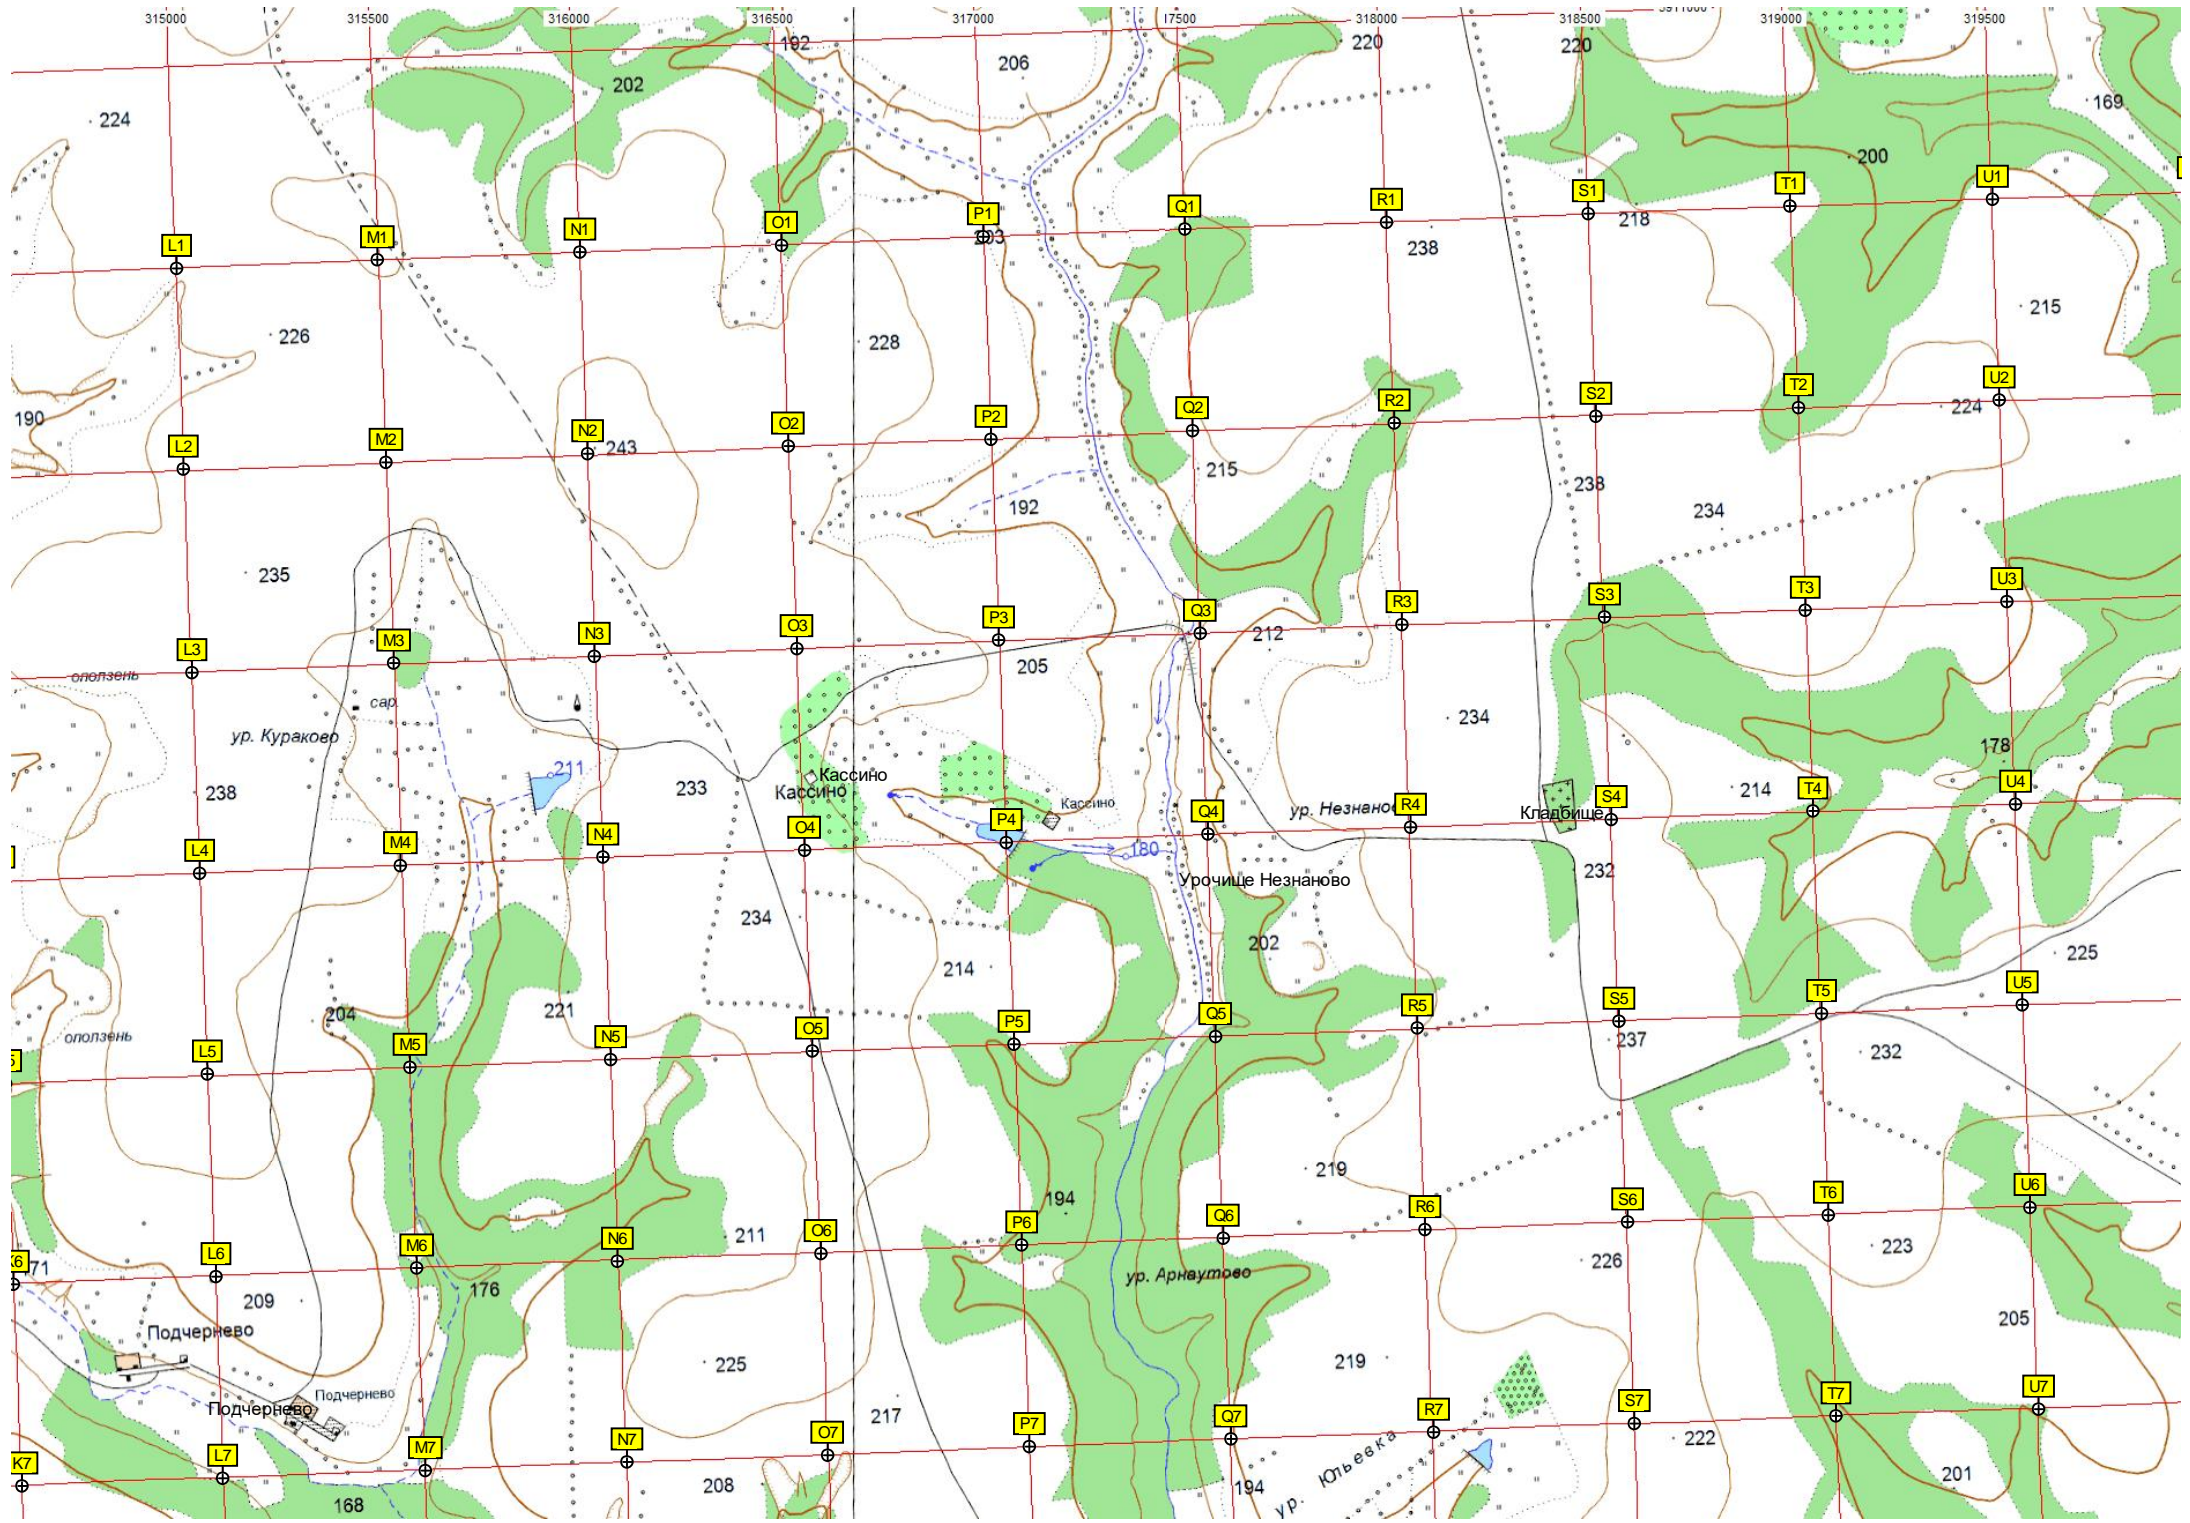 315000 315500 316000 316500 317000 17500 318000 318500 319000 319500
192 206 220 220
202
224 169
200
L1 M1 N1 O1 P1 Q1 R1 S1 T1 U1
203 238 218
226 228 215
190
L2 M2 N2 O2 P2 Q2 R2 S2 T2 U2
243 215 224
192 238 234
235
L3 M3 N3 O3 P3 Q3 R3 S3 T3 U3
212
оползень 205
сар.
ур. Кураково 234
178
211 Кассино
238 233 Кассино Кассино 214
ур. Незнанос Кладбище
L4 M4 N4 O4 P4 Q4 R4 S4 T4 U4
180
Урочище Незнаново 232
234 202
214 225
204 221
оползень
L5 M5 N5 O5 P5 Q5 R5 S5 T5 U5
5 237 232
219
194
L6 M6 N6 O6 P6 Q6 R6 S6 T6 U6
211 223
K6 71 176 ур. Арнаутово 226
209 205
Подчернево
225 219
Подчернево
Подчернево 217
K7 L7 M7 N7 O7 P7 Q7 R7 S7 T7 U7
222
ур. Юльевка
168 208 194 201